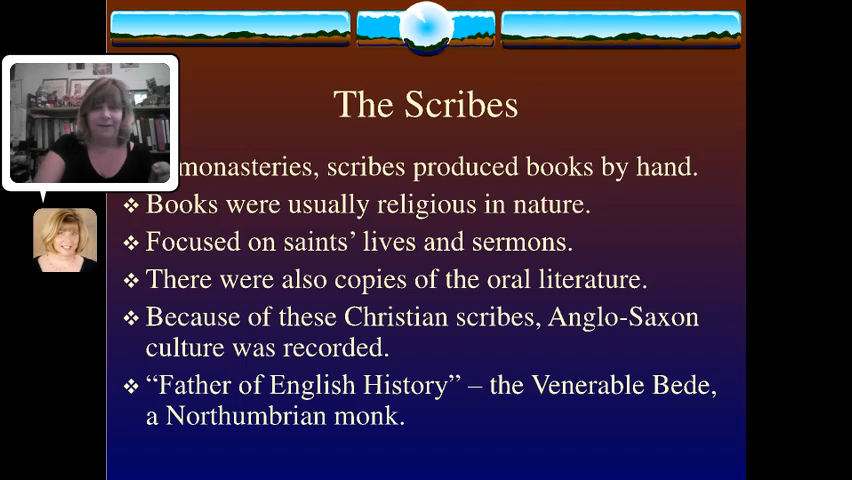 The Scribes
monasteries, scribes produced books by hand.
❖ Books were usually religious in nature.
❖ Focused on saints’ lives and sermons.
❖ There were also copies of the oral literature.
❖ Because of these Christian scribes, Anglo-Saxon
culture was recorded.
❖ “Father of English History” – the Venerable Bede,
a Northumbrian monk.